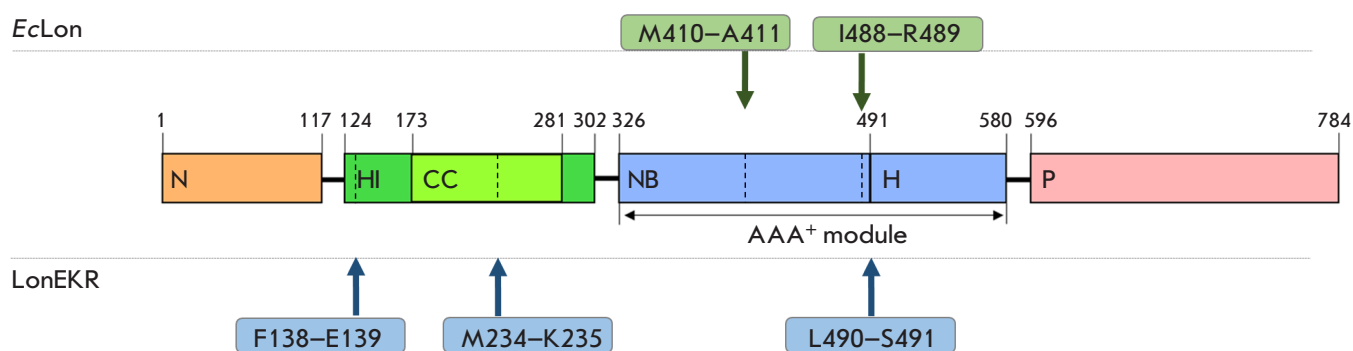 EcLon
M410–A411
I488–R489
1 117 124 173 281 302 326 491 580 596 784
N HI CC NB H P
AAA+ module
LonEKR
F138–E139
M234–K235
L490–S491